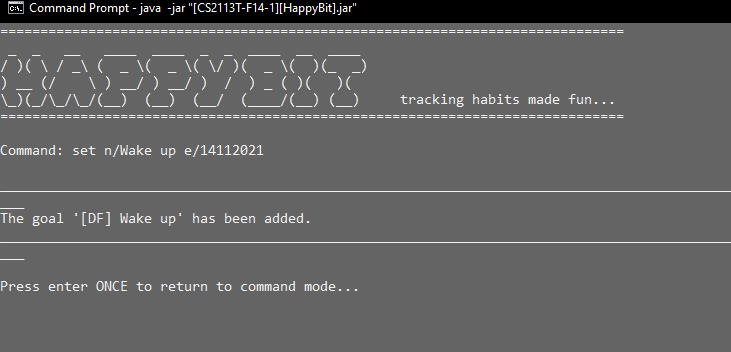 Command Prompt - java -jar "[CS2113T-F14-1][HappyBit].jar"
HAPPYBIT
tracking habits made fun...
Command: set n/Wake up e/14112021
The goal '[DF] Wake up' has been added.
Press enter ONCE to return to command mode...